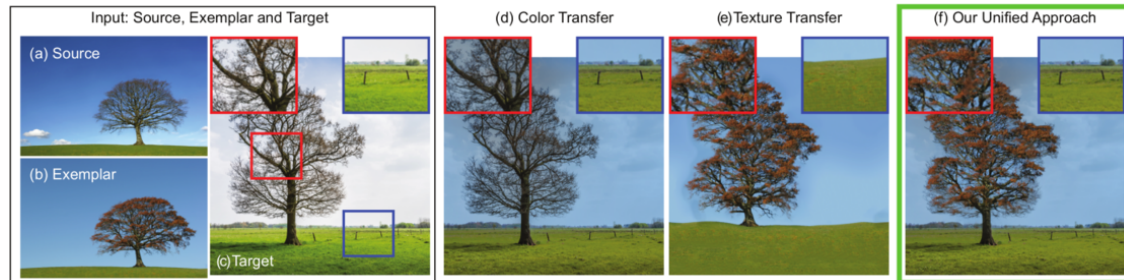 Input: Source, Exemplar and Target
(d) Color Transfer
(e)Texture Transfer
(f) Our Unified Approach
(a) Source
(b) Exemplar
(c)Target